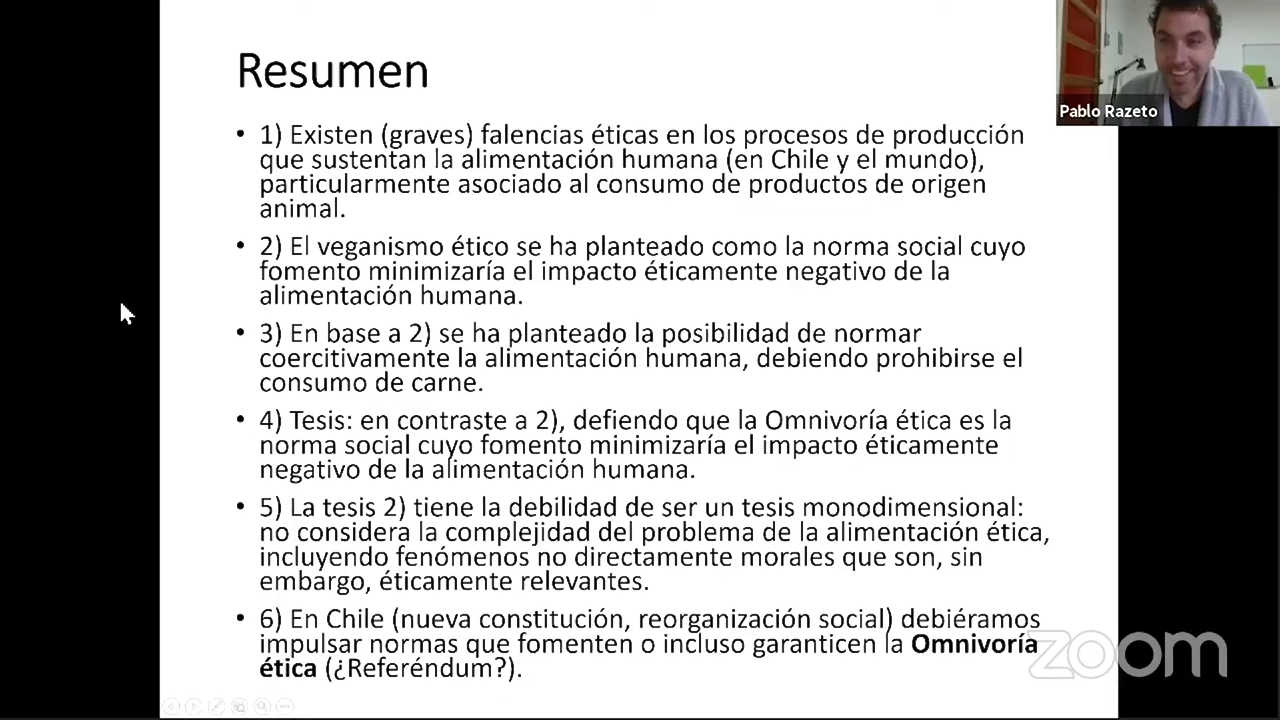 Resumen
• 1) Existen (graves) falencias éticas en los procesos de producción
que sustentan la alimentación humana (en Chile y el mundo),
particularmente asociado al consumo de productos de origen
animal.
• 2) El veganismo ético se ha planteado como la norma social cuyo
fomento minimizaría el impacto éticamente negativo de la
alimentación humana.
• 3) En base a 2) se ha planteado la posibilidad de normar
coercitivamente la alimentación humana, debiendo prohibirse el
consumo de carne.
• 4) Tesis: en contraste a 2), defiendo que la Omnivoría ética es la
norma social cuyo fomento minimizaría el impacto éticamente
negativo de la alimentación humana.
• 5) La tesis 2) tiene la debilidad de ser un tesis monodimensional:
no considera la complejidad del problema de la alimentación ética,
incluyendo fenómenos no directamente morales que son, sin
embargo, éticamente relevantes.
• 6) En Chile (nueva constitución, reorganización social) debiéramos
impulsar normas que fomenten o incluso garanticen la Omnivoría
ética (¿Referéndum?).
Pablo Razeto
zoom